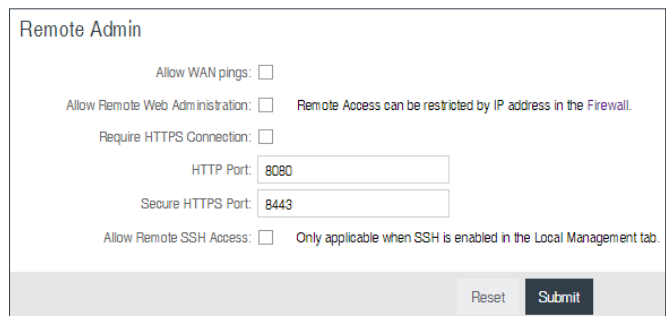 Remote Admin
Allow WAN pings:
Allow Remote Web Administration: Remote Access can be restricted by IP address in the Firewall.
Require HTTPS Connection:
HTTP Port: 8080
Secure HTTPS Port: 8443
Allow Remote SSH Access: Only applicable when SSH is enabled in the Local Management tab.
Reset Submit